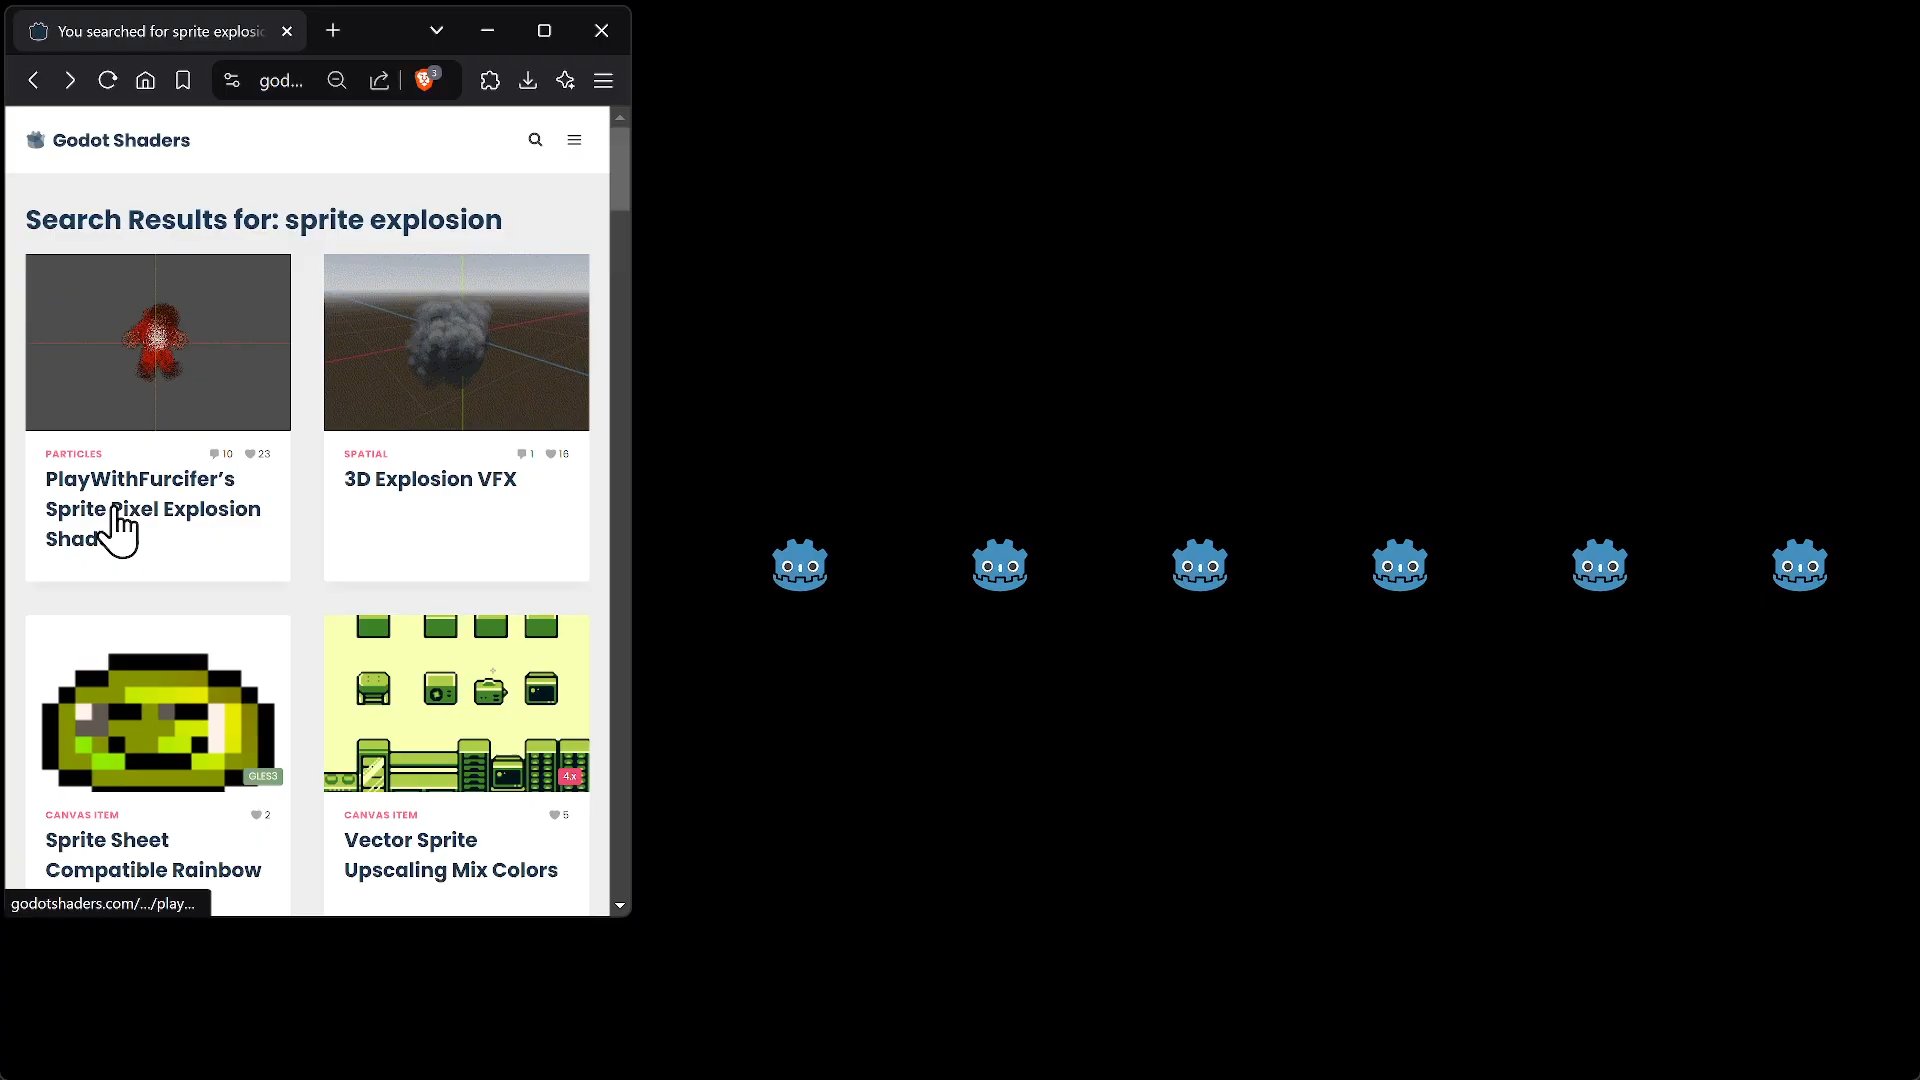 You searched for sprite explosi
god...
3
Godot Shaders
Search Results for: sprite explosion
PARTICLES
10
23
PlayWithFurcifer's
Sprite Pixel Explosion
Shad
SPATIAL
1
16
3D Explosion VFX
GLES3
4.x
CANVAS ITEM
2
Sprite Sheet
Compatible Rainbow
CANVAS ITEM
5
Vector Sprite
Upscaling Mix Colors
godotshaders.com/.../play...